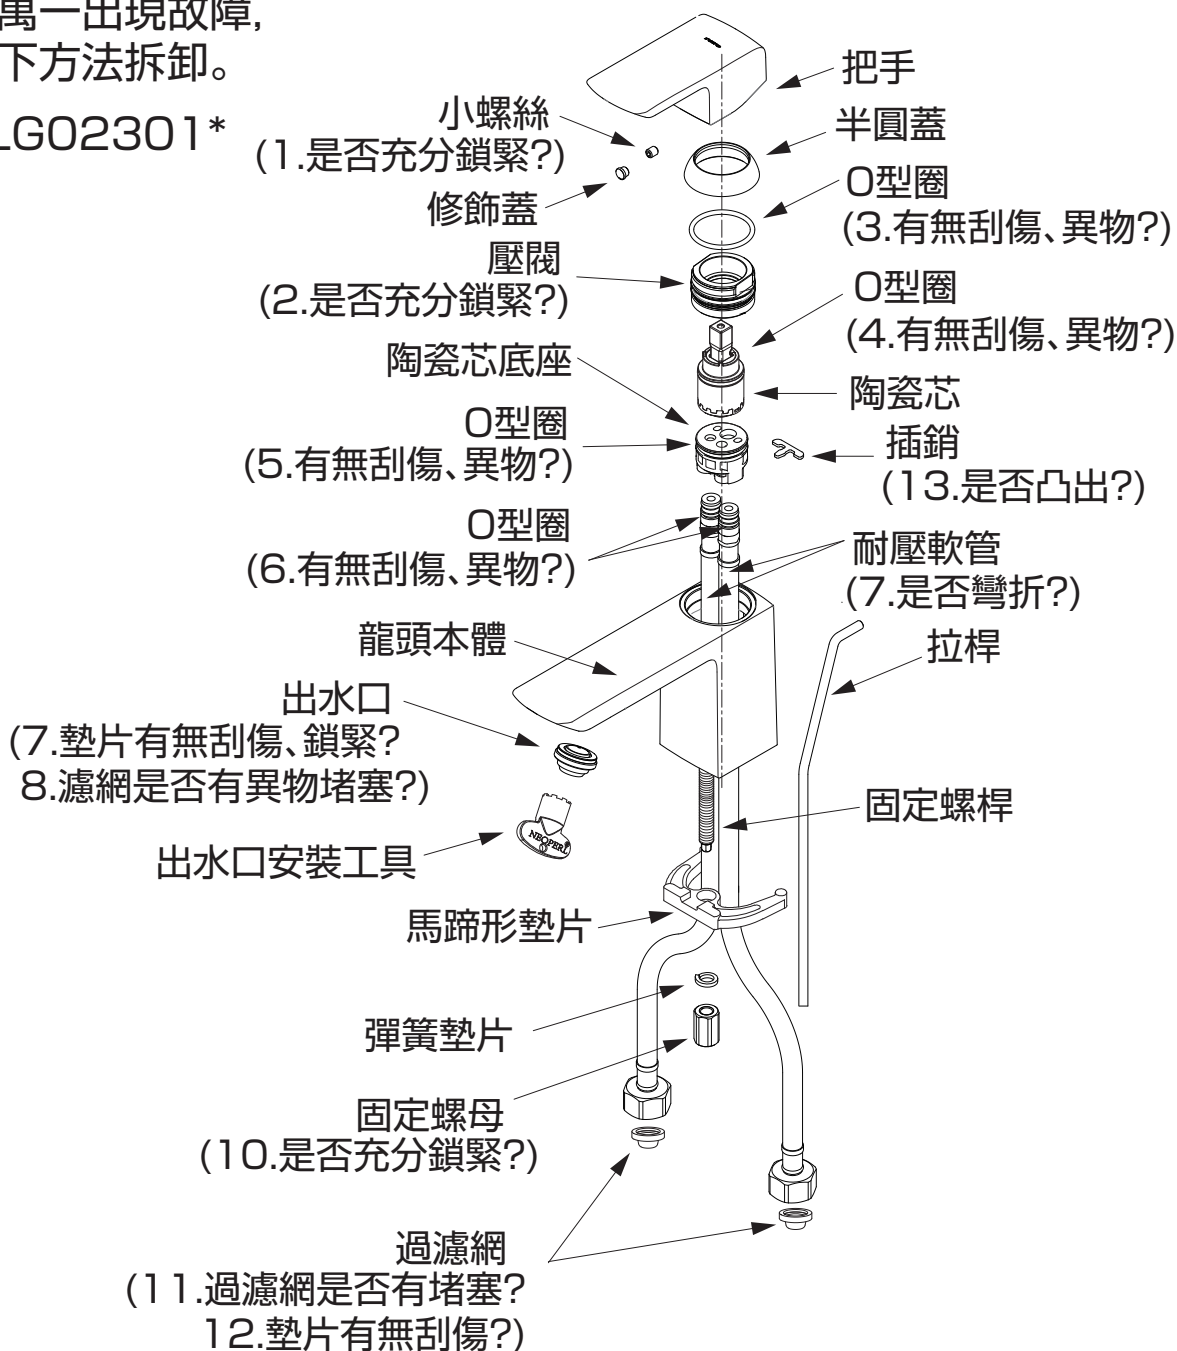 萬一出現故障,
下方法拆卸。
LG02301*
把手
小螺絲
(1.是否充分鎖緊?)
半圓蓋
修飾蓋
O型圈
(3.有無刮傷、異物?)
壓閥
(2.是否充分鎖緊?)
O型圈
(4.有無刮傷、異物?)
陶瓷芯底座
陶瓷芯
O型圈
(5.有無刮傷、異物?)
插銷
(13.是否凸出?)
O型圈
(6.有無刮傷、異物?)
耐壓軟管
(7.是否彎折?)
龍頭本體
拉桿
出水口
(7.墊片有無刮傷、鎖緊?
8.濾網是否有異物堵塞?)
固定螺桿
NEOPERL
出水口安裝工具
馬蹄形墊片
彈簧墊片
固定螺母
(10.是否充分鎖緊?)
過濾網
(11.過濾網是否有堵塞?
12.墊片有無刮傷?)